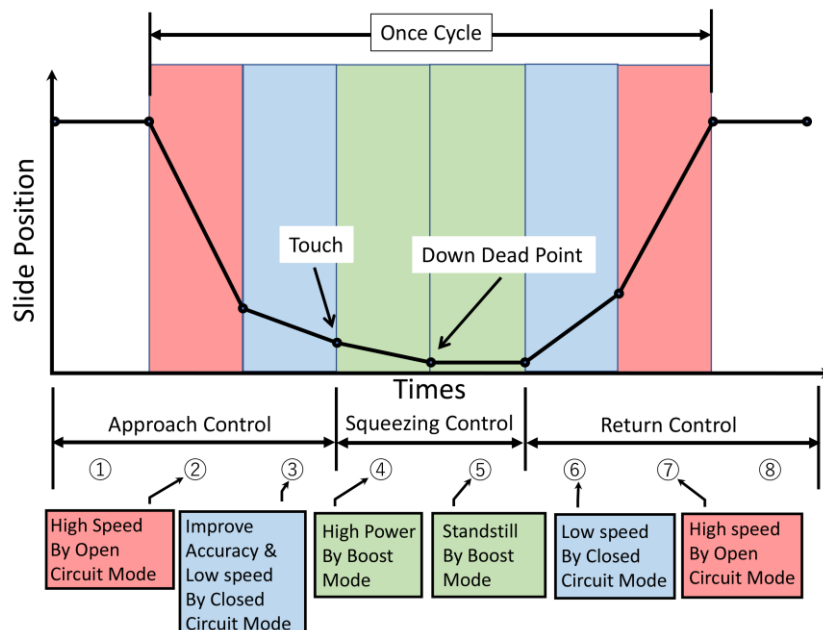 Once Cycle
Slide Position
Touch
Down Dead Point
Times
Approach Control
Squeezing Control
Return Control
①
②
③
④
⑤
⑥
⑦
⑧
High Speed
By Open
Circuit Mode
Improve
Accuracy &
Low speed
By Closed
Circuit Mode
High Power
By Boost
Mode
Standstill
By Boost
Mode
Low speed
By Closed
Circuit Mode
High speed
By Open
Circuit Mode